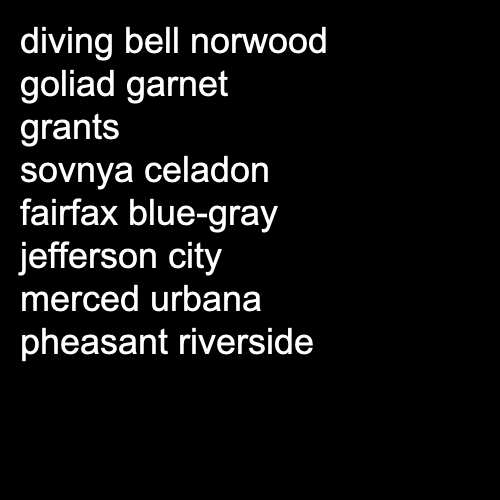 diving bell norwood
goliad garnet
grants
sovnya celadon
fairfax blue-gray
jefferson city
merced urbana
pheasant riverside